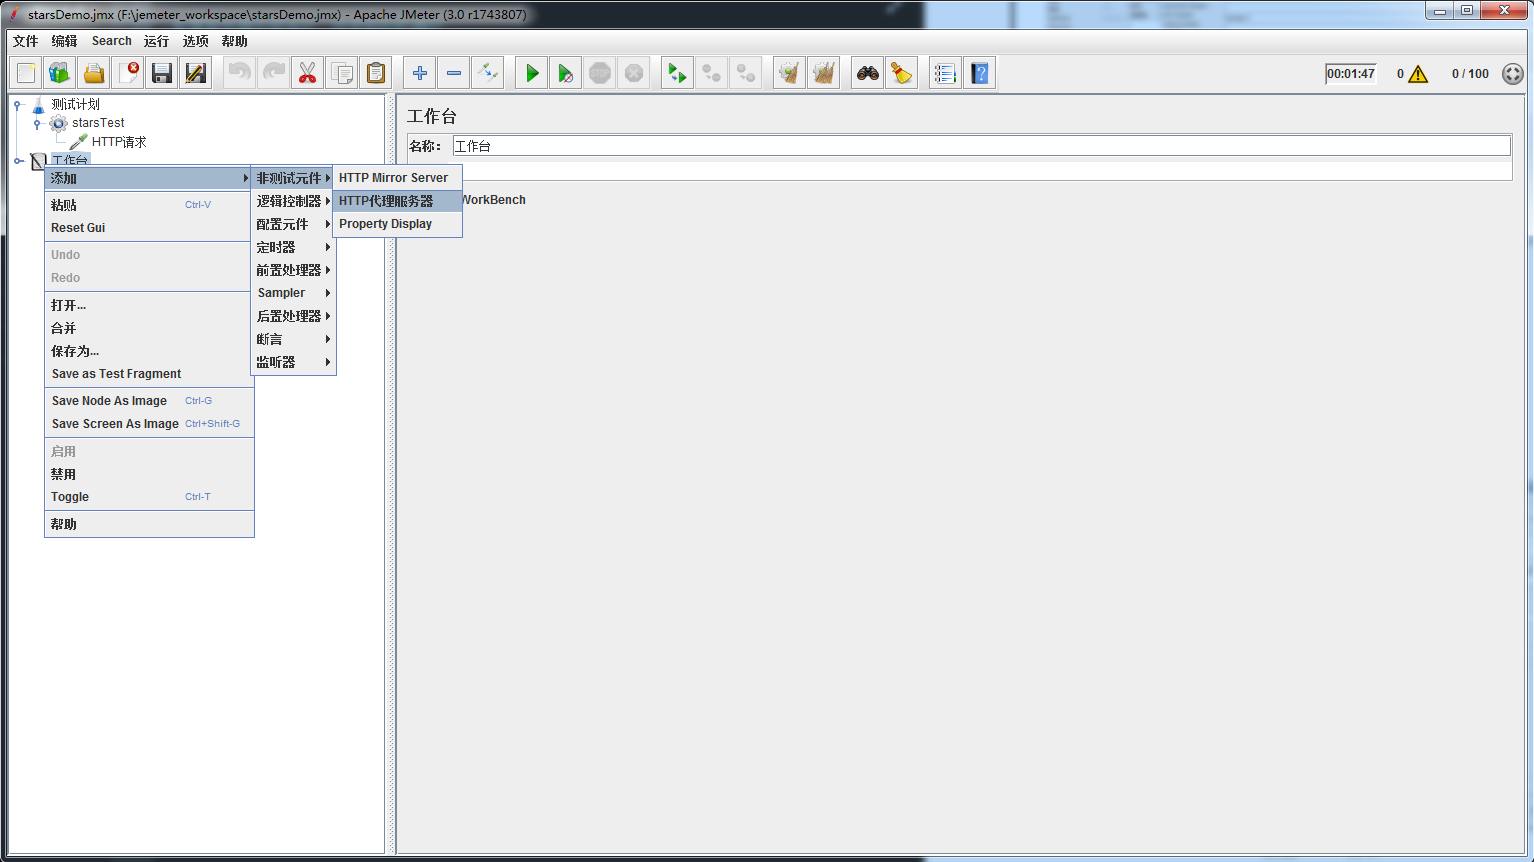 starsDemo.jmx (F:\jemeter_workspace\starsDemo.jmx) - Apache JMeter (3.0 r1743807)
文件 编辑 Search 运行 选项 帮助
00:01:47 0 0 / 100
测试计划
starsTest
HTTP请求
工作台
添加
粘贴 Ctrl-V
Reset Gui
Undo
Redo
打开...
合并
保存为...
Save as Test Fragment
Save Node As Image Ctrl-G
Save Screen As Image Ctrl+Shift-G
启用
禁用
Toggle Ctrl-T
帮助
非测试元件
逻辑控制器
配置元件
定时器
前置处理器
Sampler
后置处理器
断言
监听器
HTTP Mirror Server
HTTP代理服务器
Property Display
工作台
名称： 工作台
WorkBench